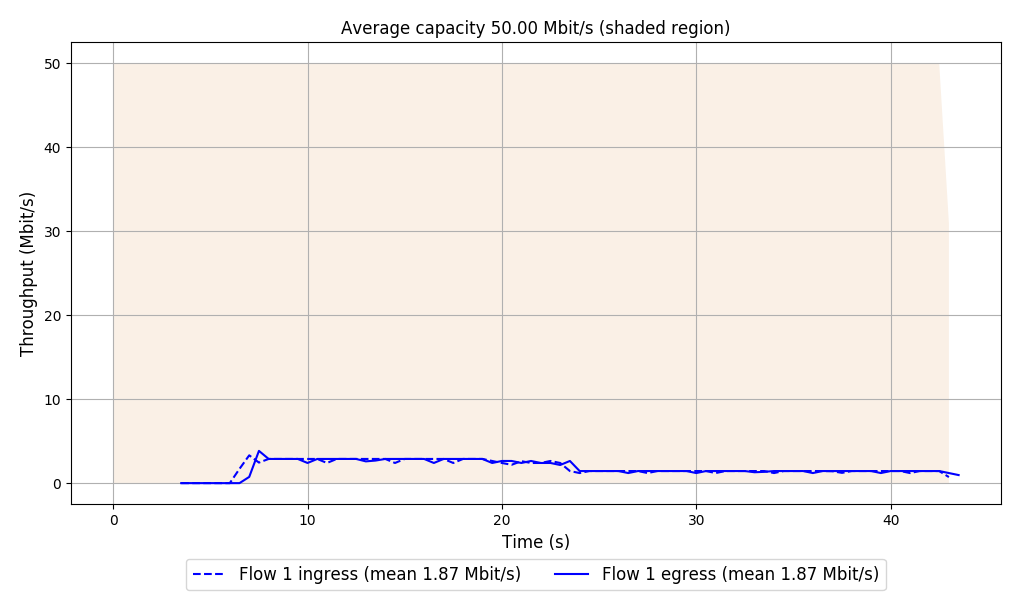 Average capacity 50.00 Mbit/s (shaded region)
50
40
30
20
10
0
Throughput (Mbit/s)
0 10 20 30 40
Time (s)
Flow 1 ingress (mean 1.87 Mbit/s) Flow 1 egress (mean 1.87 Mbit/s)